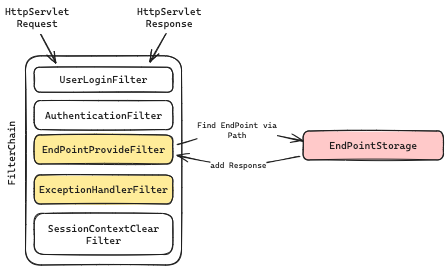 HttpServlet
Request
HttpServlet
Response
FilterChain
UserLoginFilter
AuthenticationFilter
EndPointProvideFilter
ExceptionHandlerFilter
SessionContextClear
Filter
Find EndPoint via
Path
add Response
EndPointStorage